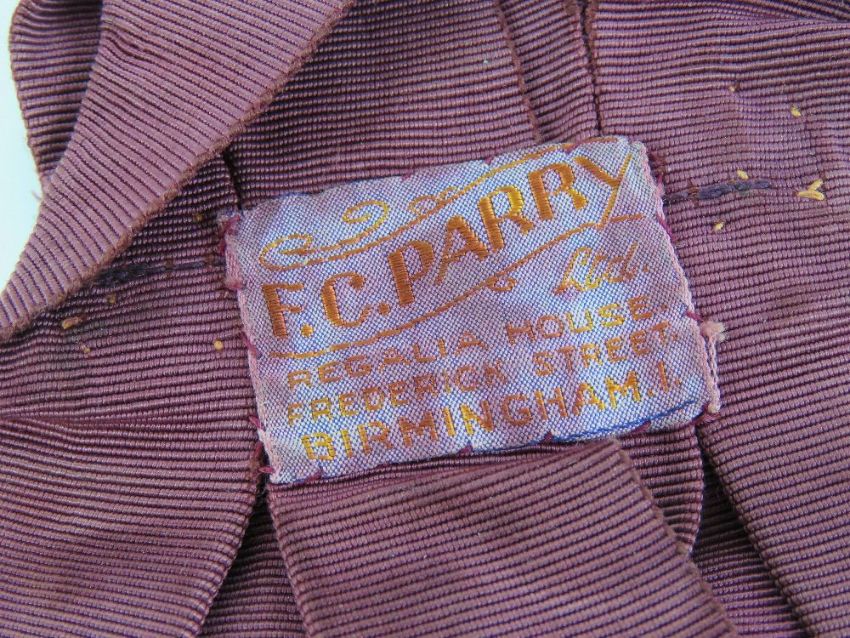 F.C.PARRY Ltd.
REGALIA HOUSE
FREDERICK STREET.
BIRMINGHAM.1.